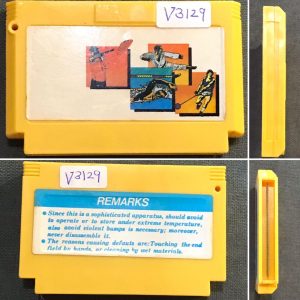 V3129
V3129
REMARKS
• Since this is a sophisticated apparatus, should avoid
to operate or to store under extreme temperature,
also avoid violent bumps is necessary; moreover,
never disassemble it.
• The reasons causing defaults are:Touching the end
field by hands, or cleaning by wet materials.